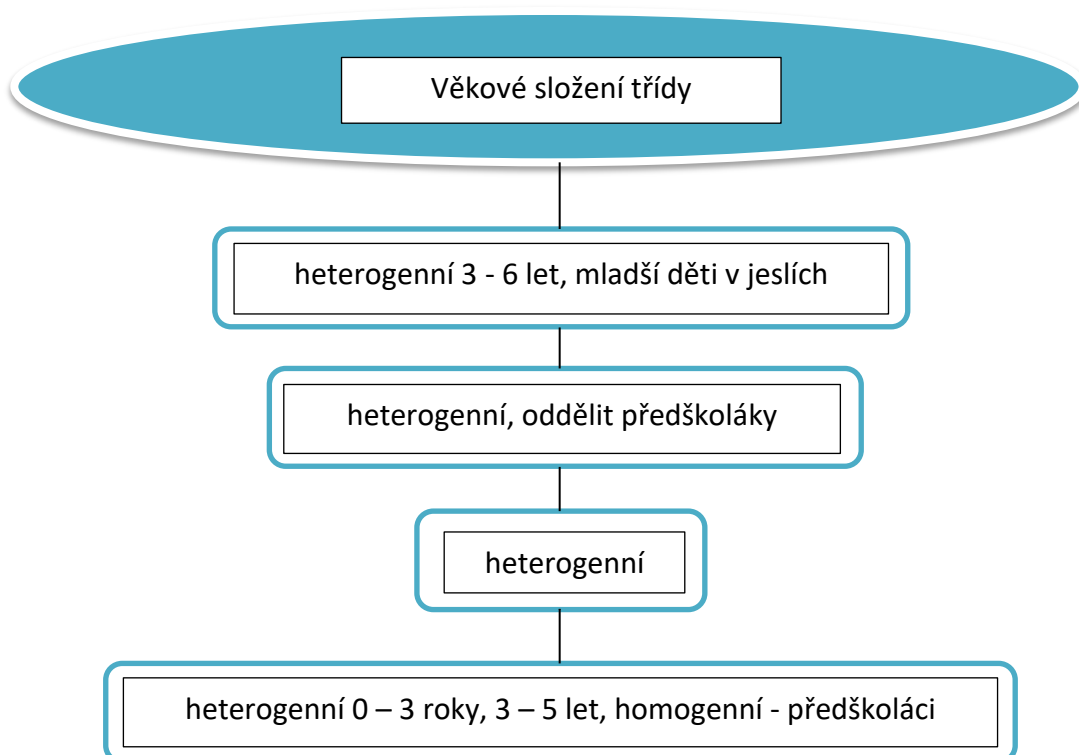 Věkové složení třídy
heterogenní 3 - 6 let, mladší děti v jeslích
heterogenní, oddělit předškoláky
heterogenní
heterogenní 0 – 3 roky, 3 – 5 let, homogenní - předškoláci